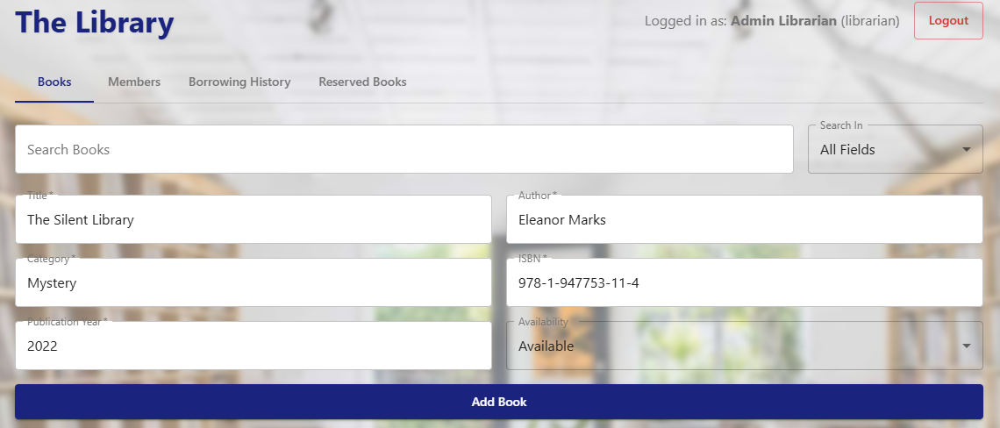 The Library
Logged in as: Admin Librarian (librarian)
Logout
Books
Members
Borrowing History
Reserved Books
Search Books
Search In
All Fields
Title *
The Silent Library
Author *
Eleanor Marks
Category *
Mystery
ISBN *
978-1-947753-11-4
Publication Year *
2022
Availability
Available
Add Book